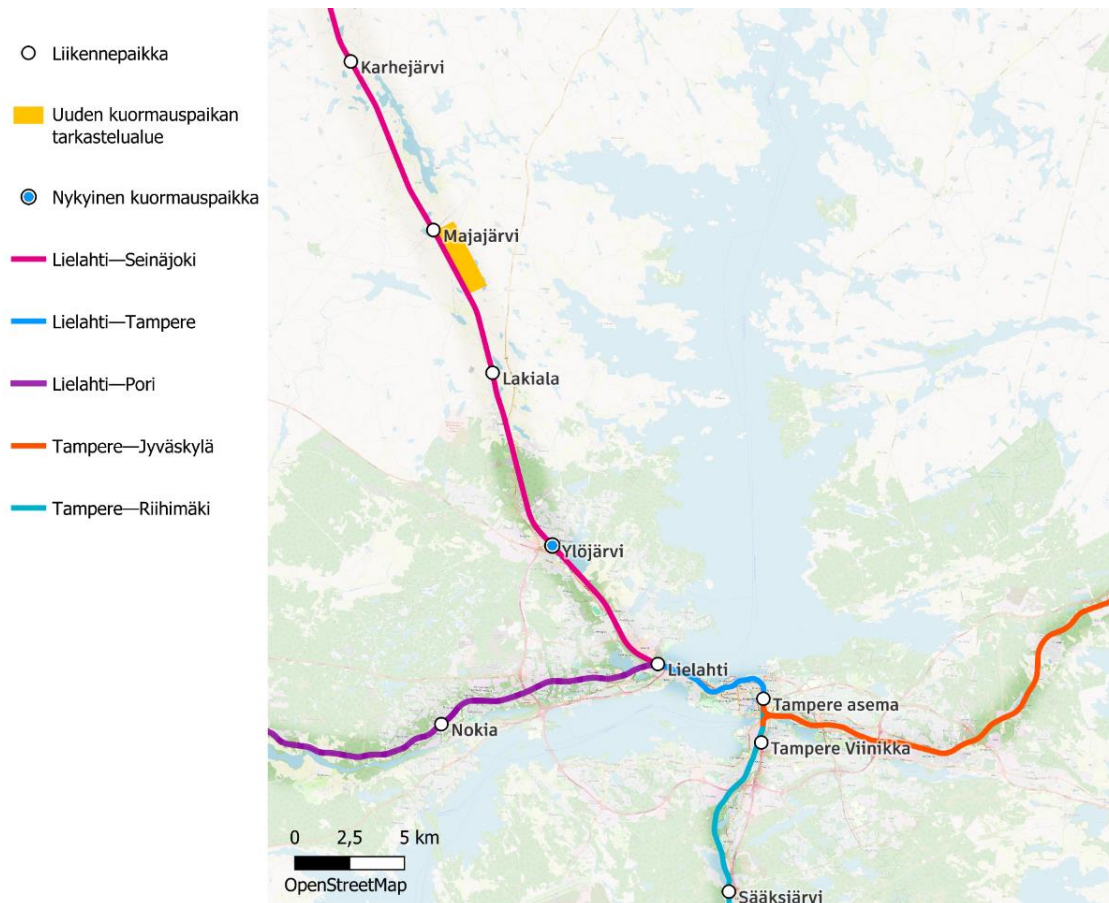 Liikennepaikka
Uuden kuormauspaikan
tarkastelualue
Nykyinen kuormauspaikka
Lielahti—Seinäjoki
Lielahti—Tampere
Lielahti—Pori
Tampere—Jyväskylä
Tampere—Riihimäki
Karhejärvi
Majajärvi
Lakiala
Ylöjärvi
Lielahti
Tampere asema
Nokia
Tampere Viinikka
Sääksjärvi
0 2,5 5 km
OpenStreetMap